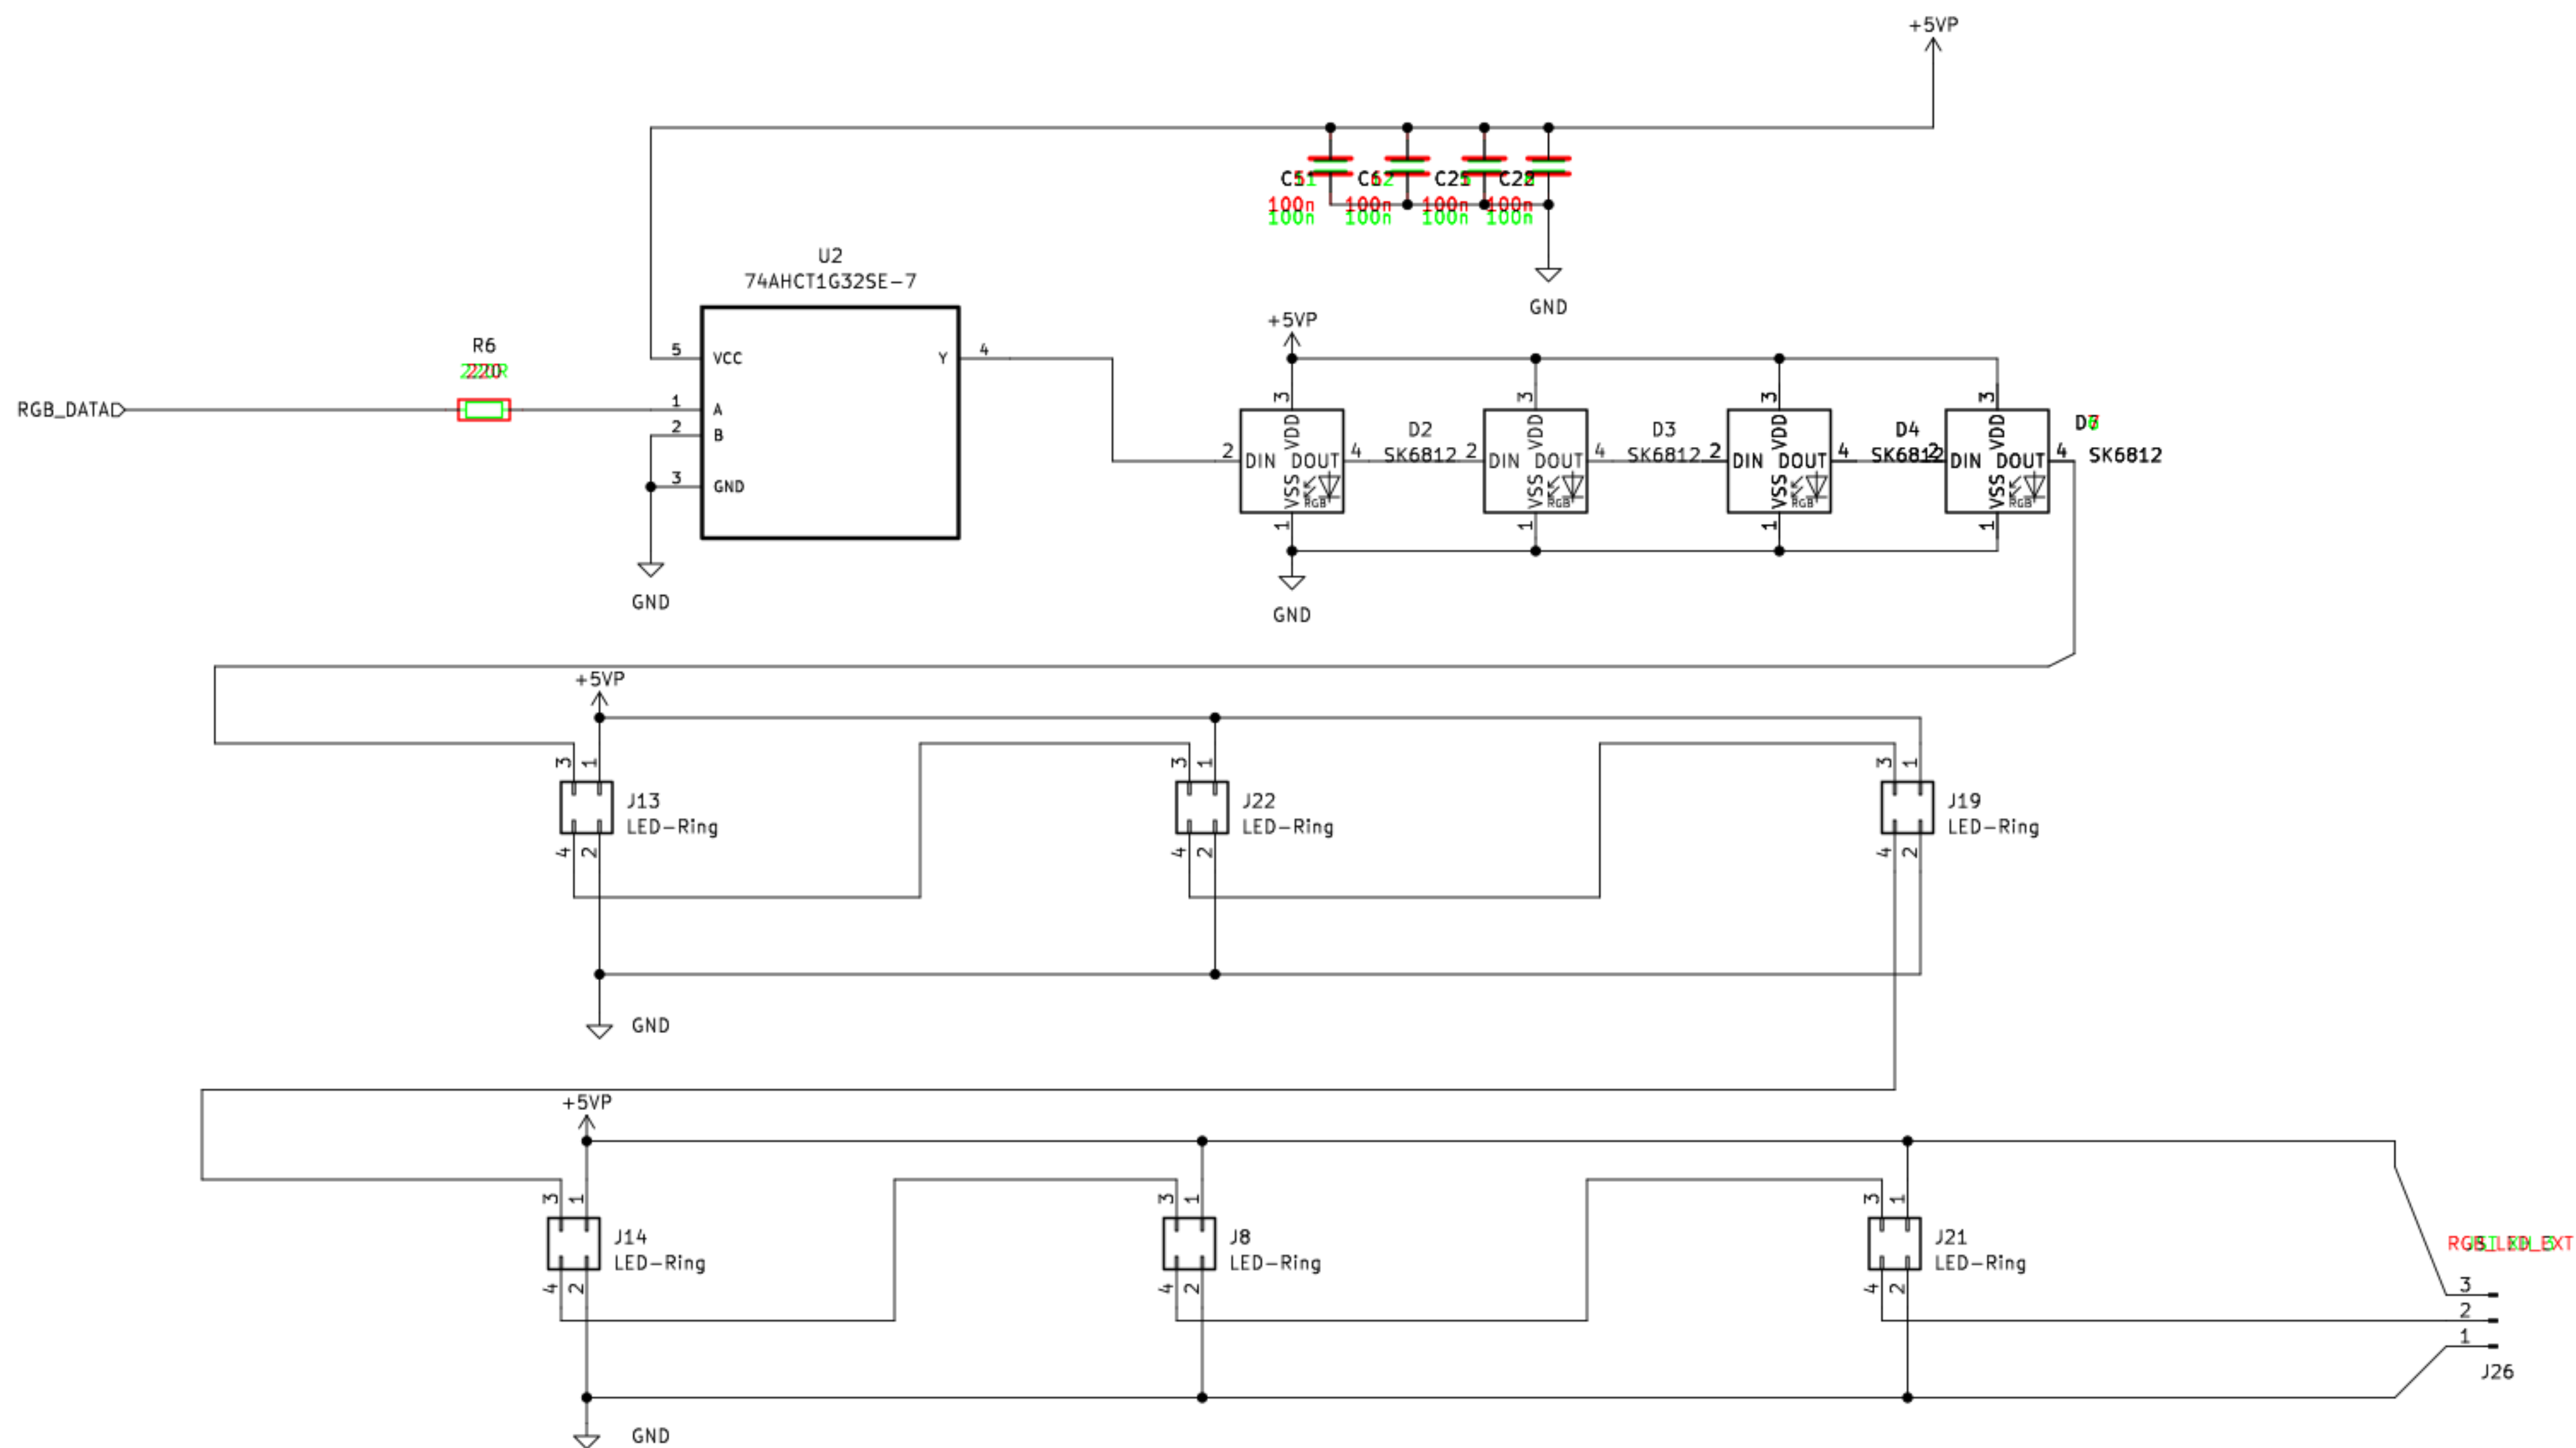 +5VP
100n 100n 100n 100n
100n 100n 100n 100n
GND
U2
74AHCT1G32SE-7
5 VCC
Y 4
1 A
2 B
3 GND
GND
R6
RGB_DATA
+5VP
3 3 3 3
VDD VDD VDD VDD
D2 D3 D4
SK6812 SK6812 SK6812 SK6812
2 DIN DOUT 4 2 DIN DOUT 4 2 DIN DOUT 4 2 DIN DOUT 4
VSS RGB VSS RGB VSS RGB VSS RGB
1 1 1 1
GND
+5VP
3 1 3 1 3 1
J13 J22 J19
LED-Ring LED-Ring LED-Ring
4 2 4 2 4 2
GND
+5VP
3 1 3 1 3 1
J14 J8 J21
LED-Ring LED-Ring LED-Ring
4 2 4 2 4 2
3
2
1
J26
GND